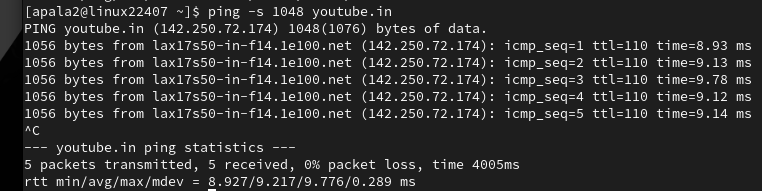 [apala2@linux22407 ~]$ ping -s 1048 youtube.in
PING youtube.in (142.250.72.174) 1048(1076) bytes of data.
1056 bytes from lax17s50-in-f14.1e100.net (142.250.72.174): icmp_seq=1 ttl=110 time=8.93 ms
1056 bytes from lax17s50-in-f14.1e100.net (142.250.72.174): icmp_seq=2 ttl=110 time=9.13 ms
1056 bytes from lax17s50-in-f14.1e100.net (142.250.72.174): icmp_seq=3 ttl=110 time=9.78 ms
1056 bytes from lax17s50-in-f14.1e100.net (142.250.72.174): icmp_seq=4 ttl=110 time=9.12 ms
1056 bytes from lax17s50-in-f14.1e100.net (142.250.72.174): icmp_seq=5 ttl=110 time=9.14 ms
^C
--- youtube.in ping statistics ---
5 packets transmitted, 5 received, 0% packet loss, time 4005ms
rtt min/avg/max/mdev = 8.927/9.217/9.776/0.289 ms